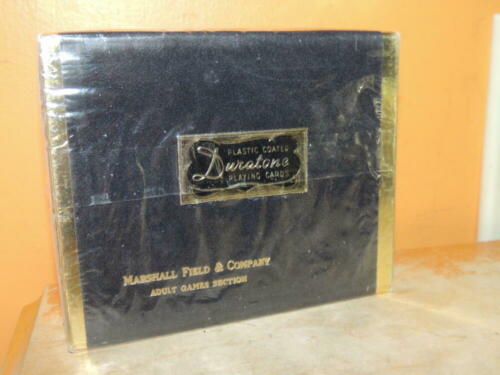 PLASTIC COATED
Duratone
PLAYING CARDS
MARSHALL FIELD & COMPANY
ADULT GAMES SECTION